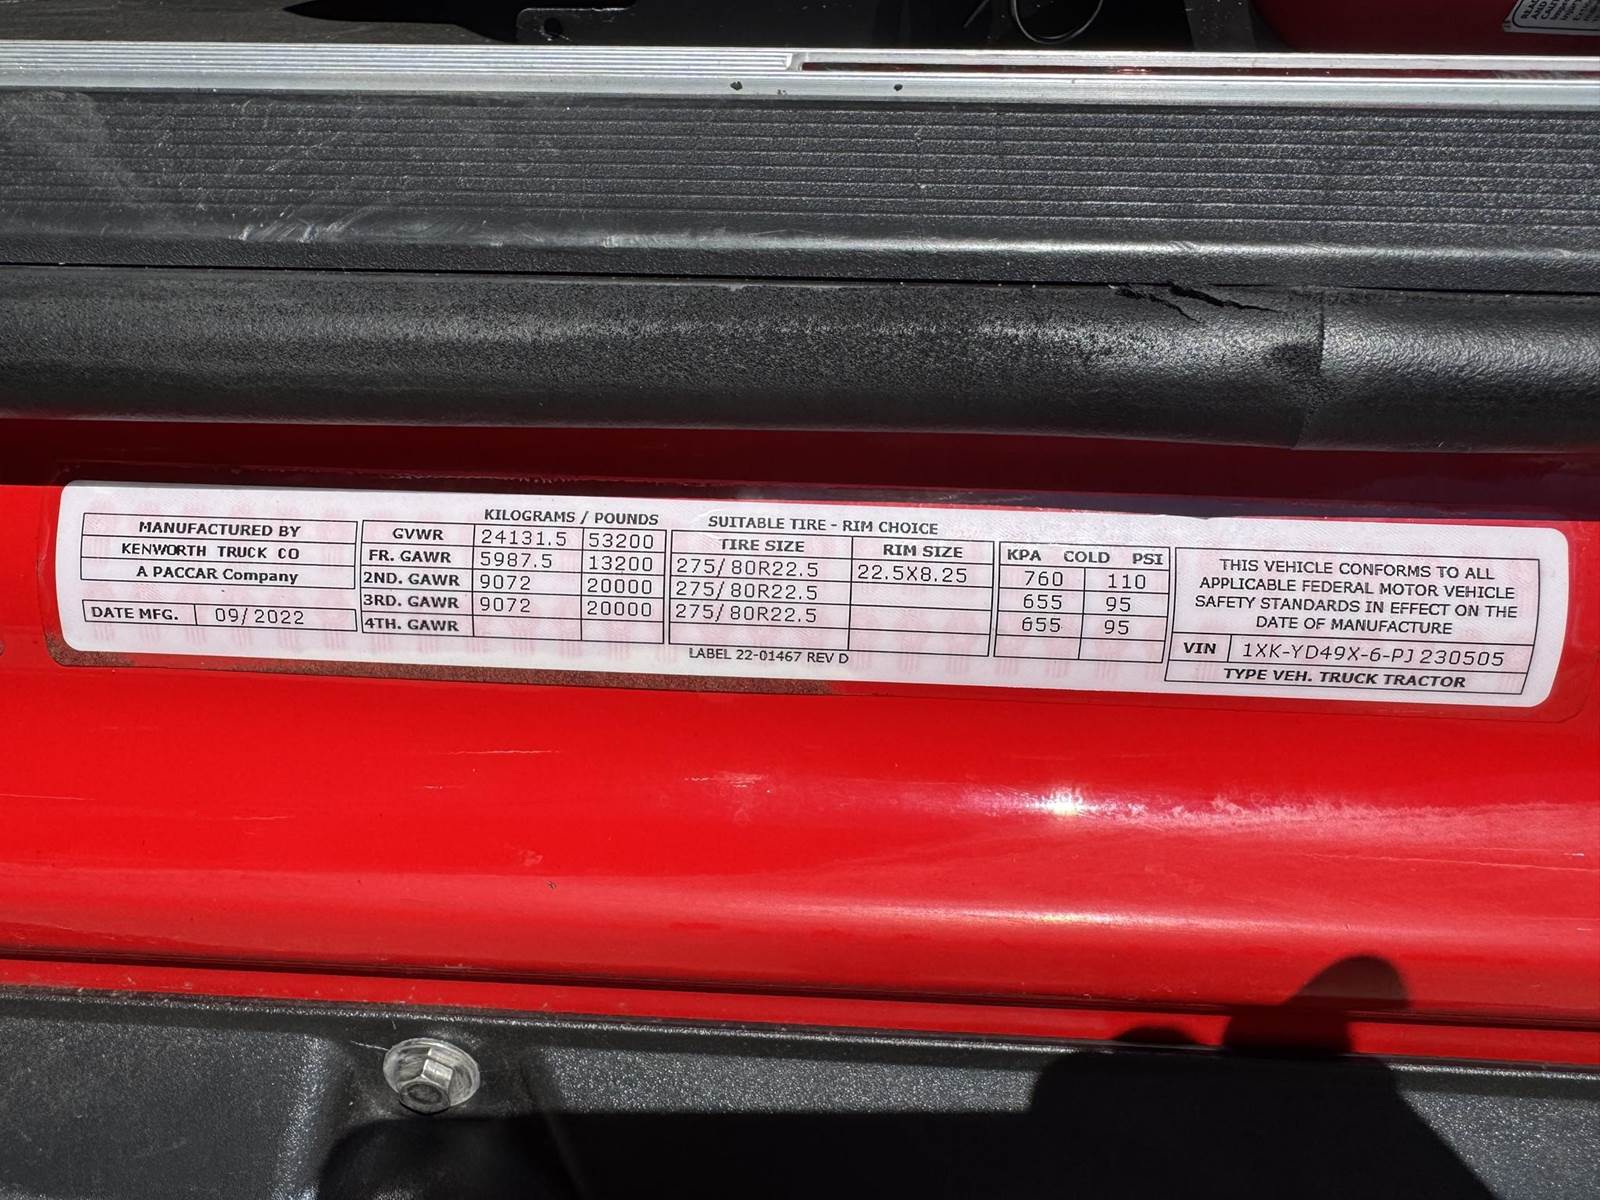 MANUFACTURED BY
KENWORTH TRUCK CO
A PACCAR Company
DATE MFG. 09/2022
KILOGRAMS / POUNDS
GVWR 24131.5 53200
FR. GAWR 5987.5 13200
2ND. GAWR 9072 20000
3RD. GAWR 9072 20000
4TH. GAWR
SUITABLE TIRE - RIM CHOICE
TIRE SIZE RIM SIZE
275/80R22.5 22.5X8.25
275/80R22.5
275/80R22.5
KPA COLD PSI
760 110
655 95
655 95
LABEL 22-01467 REV D
THIS VEHICLE CONFORMS TO ALL
APPLICABLE FEDERAL MOTOR VEHICLE
SAFETY STANDARDS IN EFFECT ON THE
DATE OF MANUFACTURE
VIN 1XK-YD49X-6-PJ230505
TYPE VEH. TRUCK TRACTOR